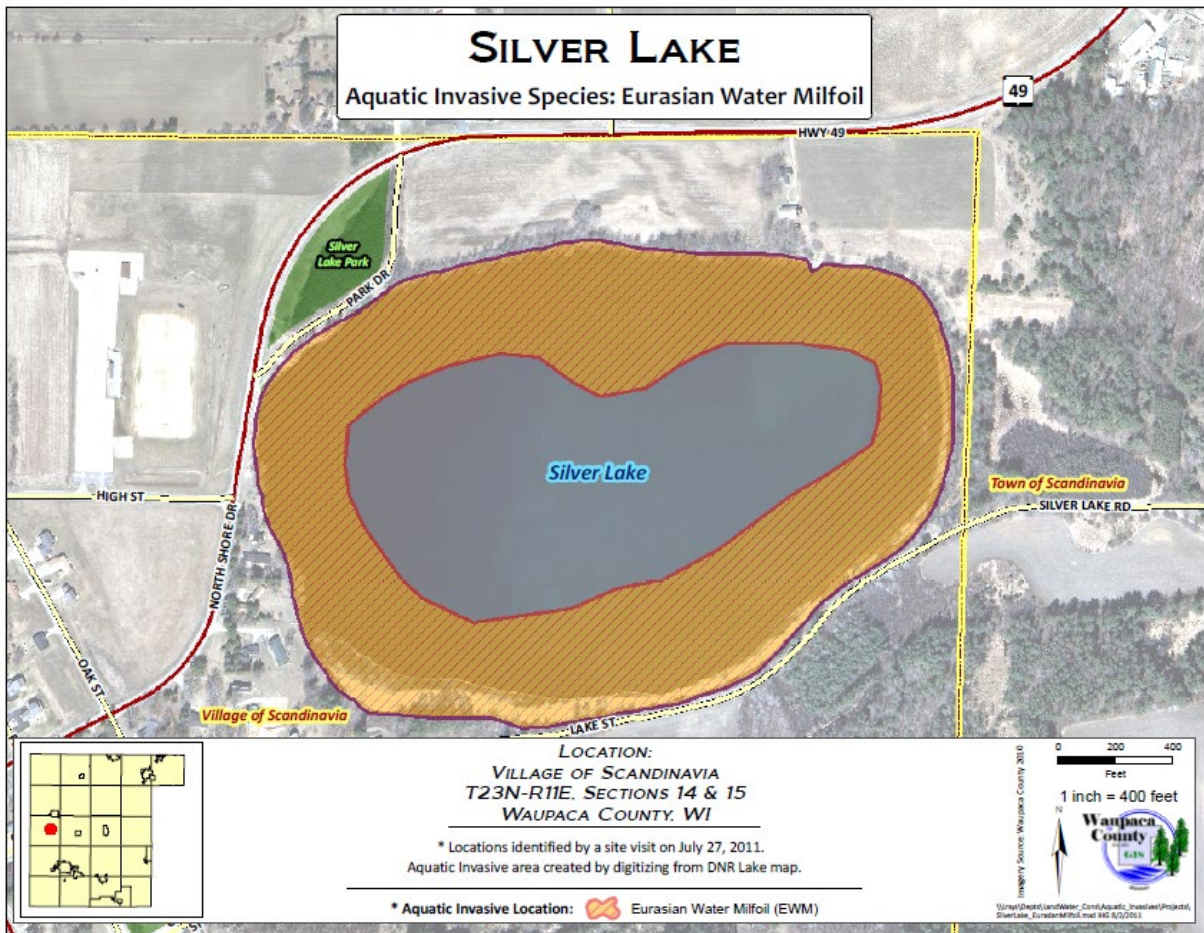 SILVER LAKE
Aquatic Invasive Species: Eurasian Water Milfoil
49
HWY 49
Silver
Lake Park
PARK DR
Silver Lake
HIGH ST
NORTH SHORE DR
Town of Scandinavia
SILVER LAKE RD
OAK ST
Village of Scandinavia
LAKE ST
LOCATION:
VILLAGE OF SCANDINAVIA
T23N-R11E, SECTIONS 14 & 15
WAUPACA COUNTY, WI
* Locations identified by a site visit on July 27, 2011.
Aquatic Invasive area created by digitizing from DNR Lake map.
* Aquatic Invasive Location: Eurasian Water Milfoil (EWM)
Imagery Source: Waupaca County 2010
0 200 400
Feet
1 inch = 400 feet
N
Waupaca
County
GIS